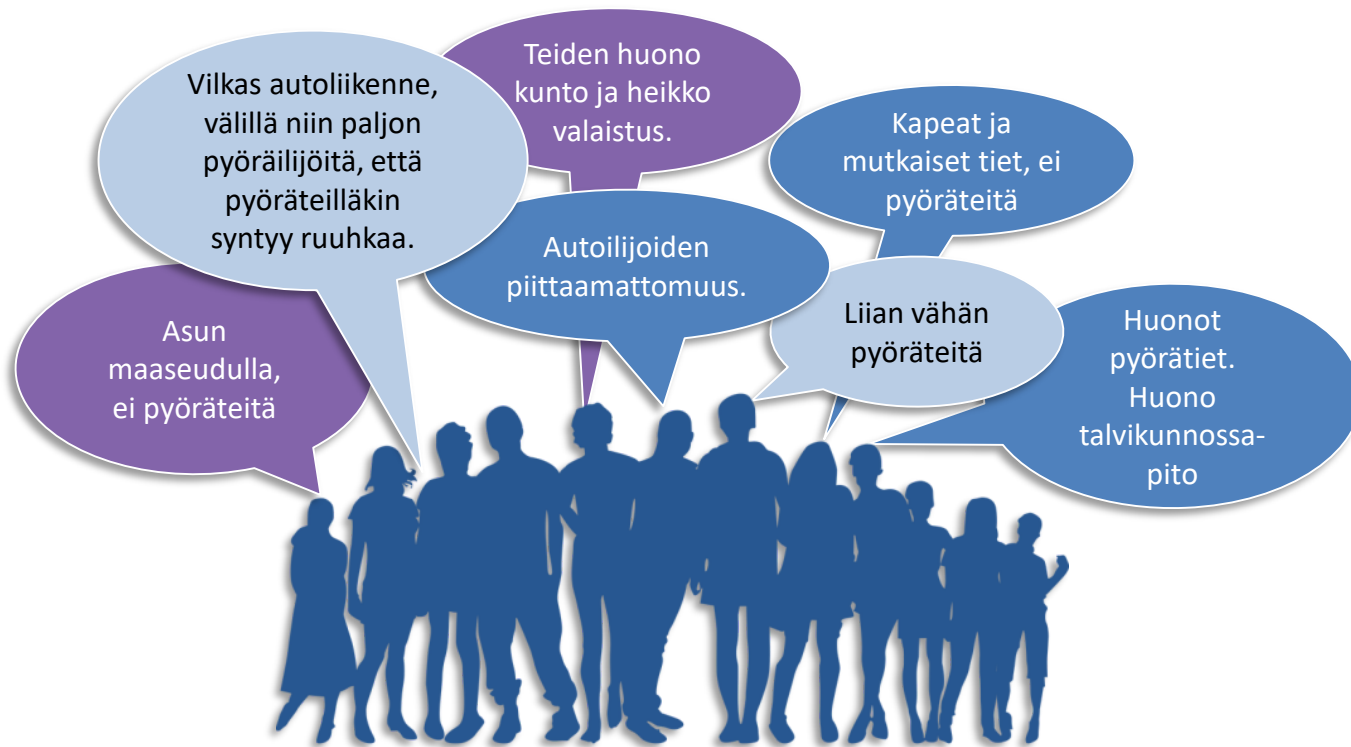 Vilkas autoliikenne,
välillä niin paljon
pyöräilijöitä, että
pyöräteilläkin
syntyy ruuhkaa.
Teiden huono
kunto ja heikko
valaistus.
Kapeat ja
mutkaiset tiet, ei
pyöräteitä
Autoilijoiden
piittaamattomuus.
Asun
maaseudulla,
ei pyöräteitä
Liian vähän
pyöräteitä
Huonot
pyörätiet.
Huono
talvikunnossa-
pito